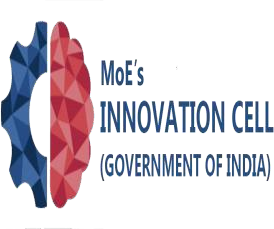 MoE's
INNOVATION CELL
(GOVERNMENT OF INDIA)